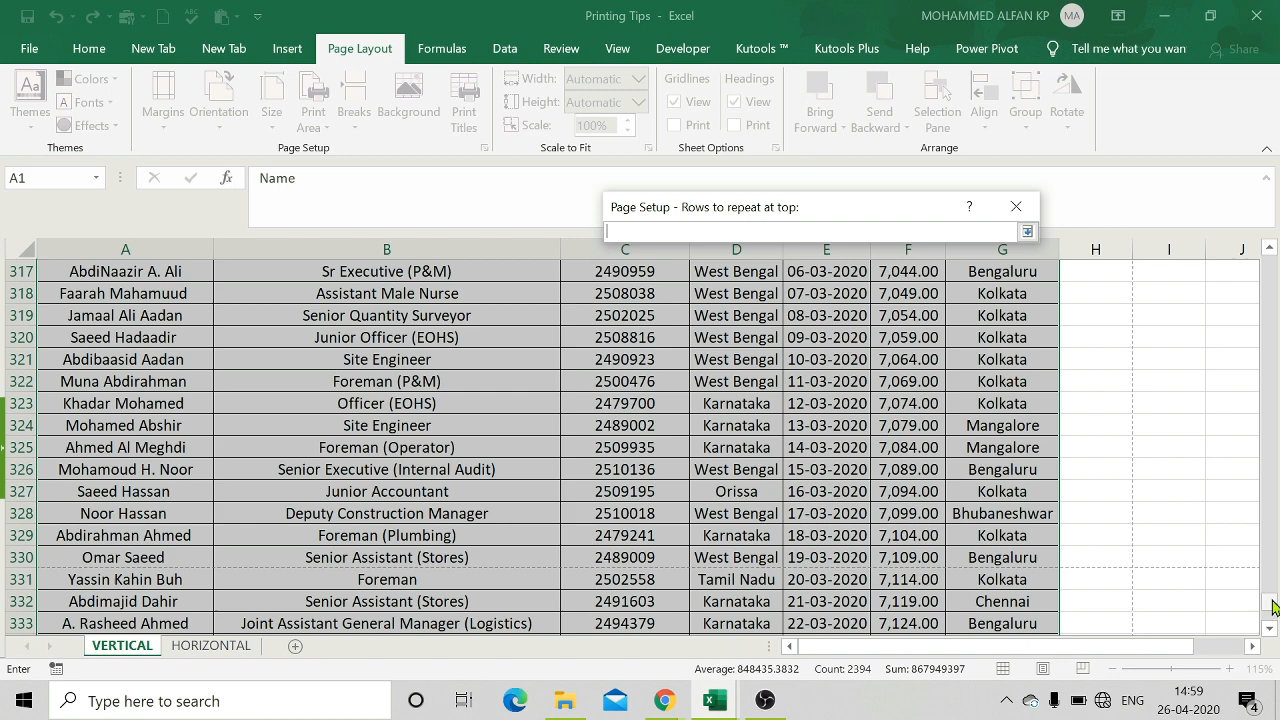 Printing Tips - Excel
MOHAMMED ALFAN KP
MA
File Home New Tab New Tab Insert Page Layout Formulas Data Review View Developer Kutools ™ Kutools Plus Help Power Pivot Tell me what you want Share
Themes
Colors
Fonts
Effects
Themes
Margins
Orientation
Size
Print Area
Breaks
Background
Print Titles
Page Setup
Width: Automatic
Height: Automatic
Scale: 100%
Scale to Fit
Gridlines
View
Print
Headings
View
Print
Sheet Options
Bring Forward
Send Backward
Selection Pane
Align
Group
Rotate
Arrange
A1
fx
Name
Page Setup - Rows to repeat at top:
?
A B C D E F G H I J
317 AbdiNaazir A. Ali Sr Executive (P&M) 2490959 West Bengal 06-03-2020 7,044.00 Bengaluru
318 Faarah Mahamuud Assistant Male Nurse 2508038 West Bengal 07-03-2020 7,049.00 Kolkata
319 Jamaal Ali Aadan Senior Quantity Surveyor 2502025 West Bengal 08-03-2020 7,054.00 Kolkata
320 Saeed Hadaadir Junior Officer (EOHS) 2508816 West Bengal 09-03-2020 7,059.00 Kolkata
321 Abdibaasid Aadan Site Engineer 2490923 West Bengal 10-03-2020 7,064.00 Kolkata
322 Muna Abdirahman Foreman (P&M) 2500476 West Bengal 11-03-2020 7,069.00 Kolkata
323 Khadar Mohamed Officer (EOHS) 2479700 Karnataka 12-03-2020 7,074.00 Kolkata
324 Mohamed Abshir Site Engineer 2489002 Karnataka 13-03-2020 7,079.00 Mangalore
325 Ahmed Al Meghdi Foreman (Operator) 2509935 Karnataka 14-03-2020 7,084.00 Mangalore
326 Mohamoud H. Noor Senior Executive (Internal Audit) 2510136 West Bengal 15-03-2020 7,089.00 Bengaluru
327 Saeed Hassan Junior Accountant 2509195 Orissa 16-03-2020 7,094.00 Kolkata
328 Noor Hassan Deputy Construction Manager 2510018 West Bengal 17-03-2020 7,099.00 Bhubaneshwar
329 Abdirahman Ahmed Foreman (Plumbing) 2479241 Karnataka 18-03-2020 7,104.00 Kolkata
330 Omar Saeed Senior Assistant (Stores) 2489009 West Bengal 19-03-2020 7,109.00 Bengaluru
331 Yassin Kahin Buh Foreman 2502558 Tamil Nadu 20-03-2020 7,114.00 Kolkata
332 Abdimajid Dahir Senior Assistant (Stores) 2491603 Karnataka 21-03-2020 7,119.00 Chennai
333 A. Rasheed Ahmed Joint Assistant General Manager (Logistics) 2494379 Karnataka 22-03-2020 7,124.00 Bengaluru
VERTICAL HORIZONTAL
Enter
Average: 848435.3832 Count: 2394 Sum: 867949397
115%
Type here to search
ENG
14:59
26-04-2020
4